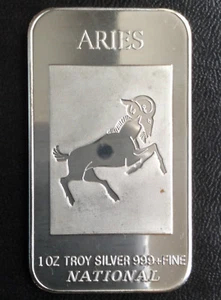 ARIES
1 OZ TROY SILVER 999+FINE
NATIONAL